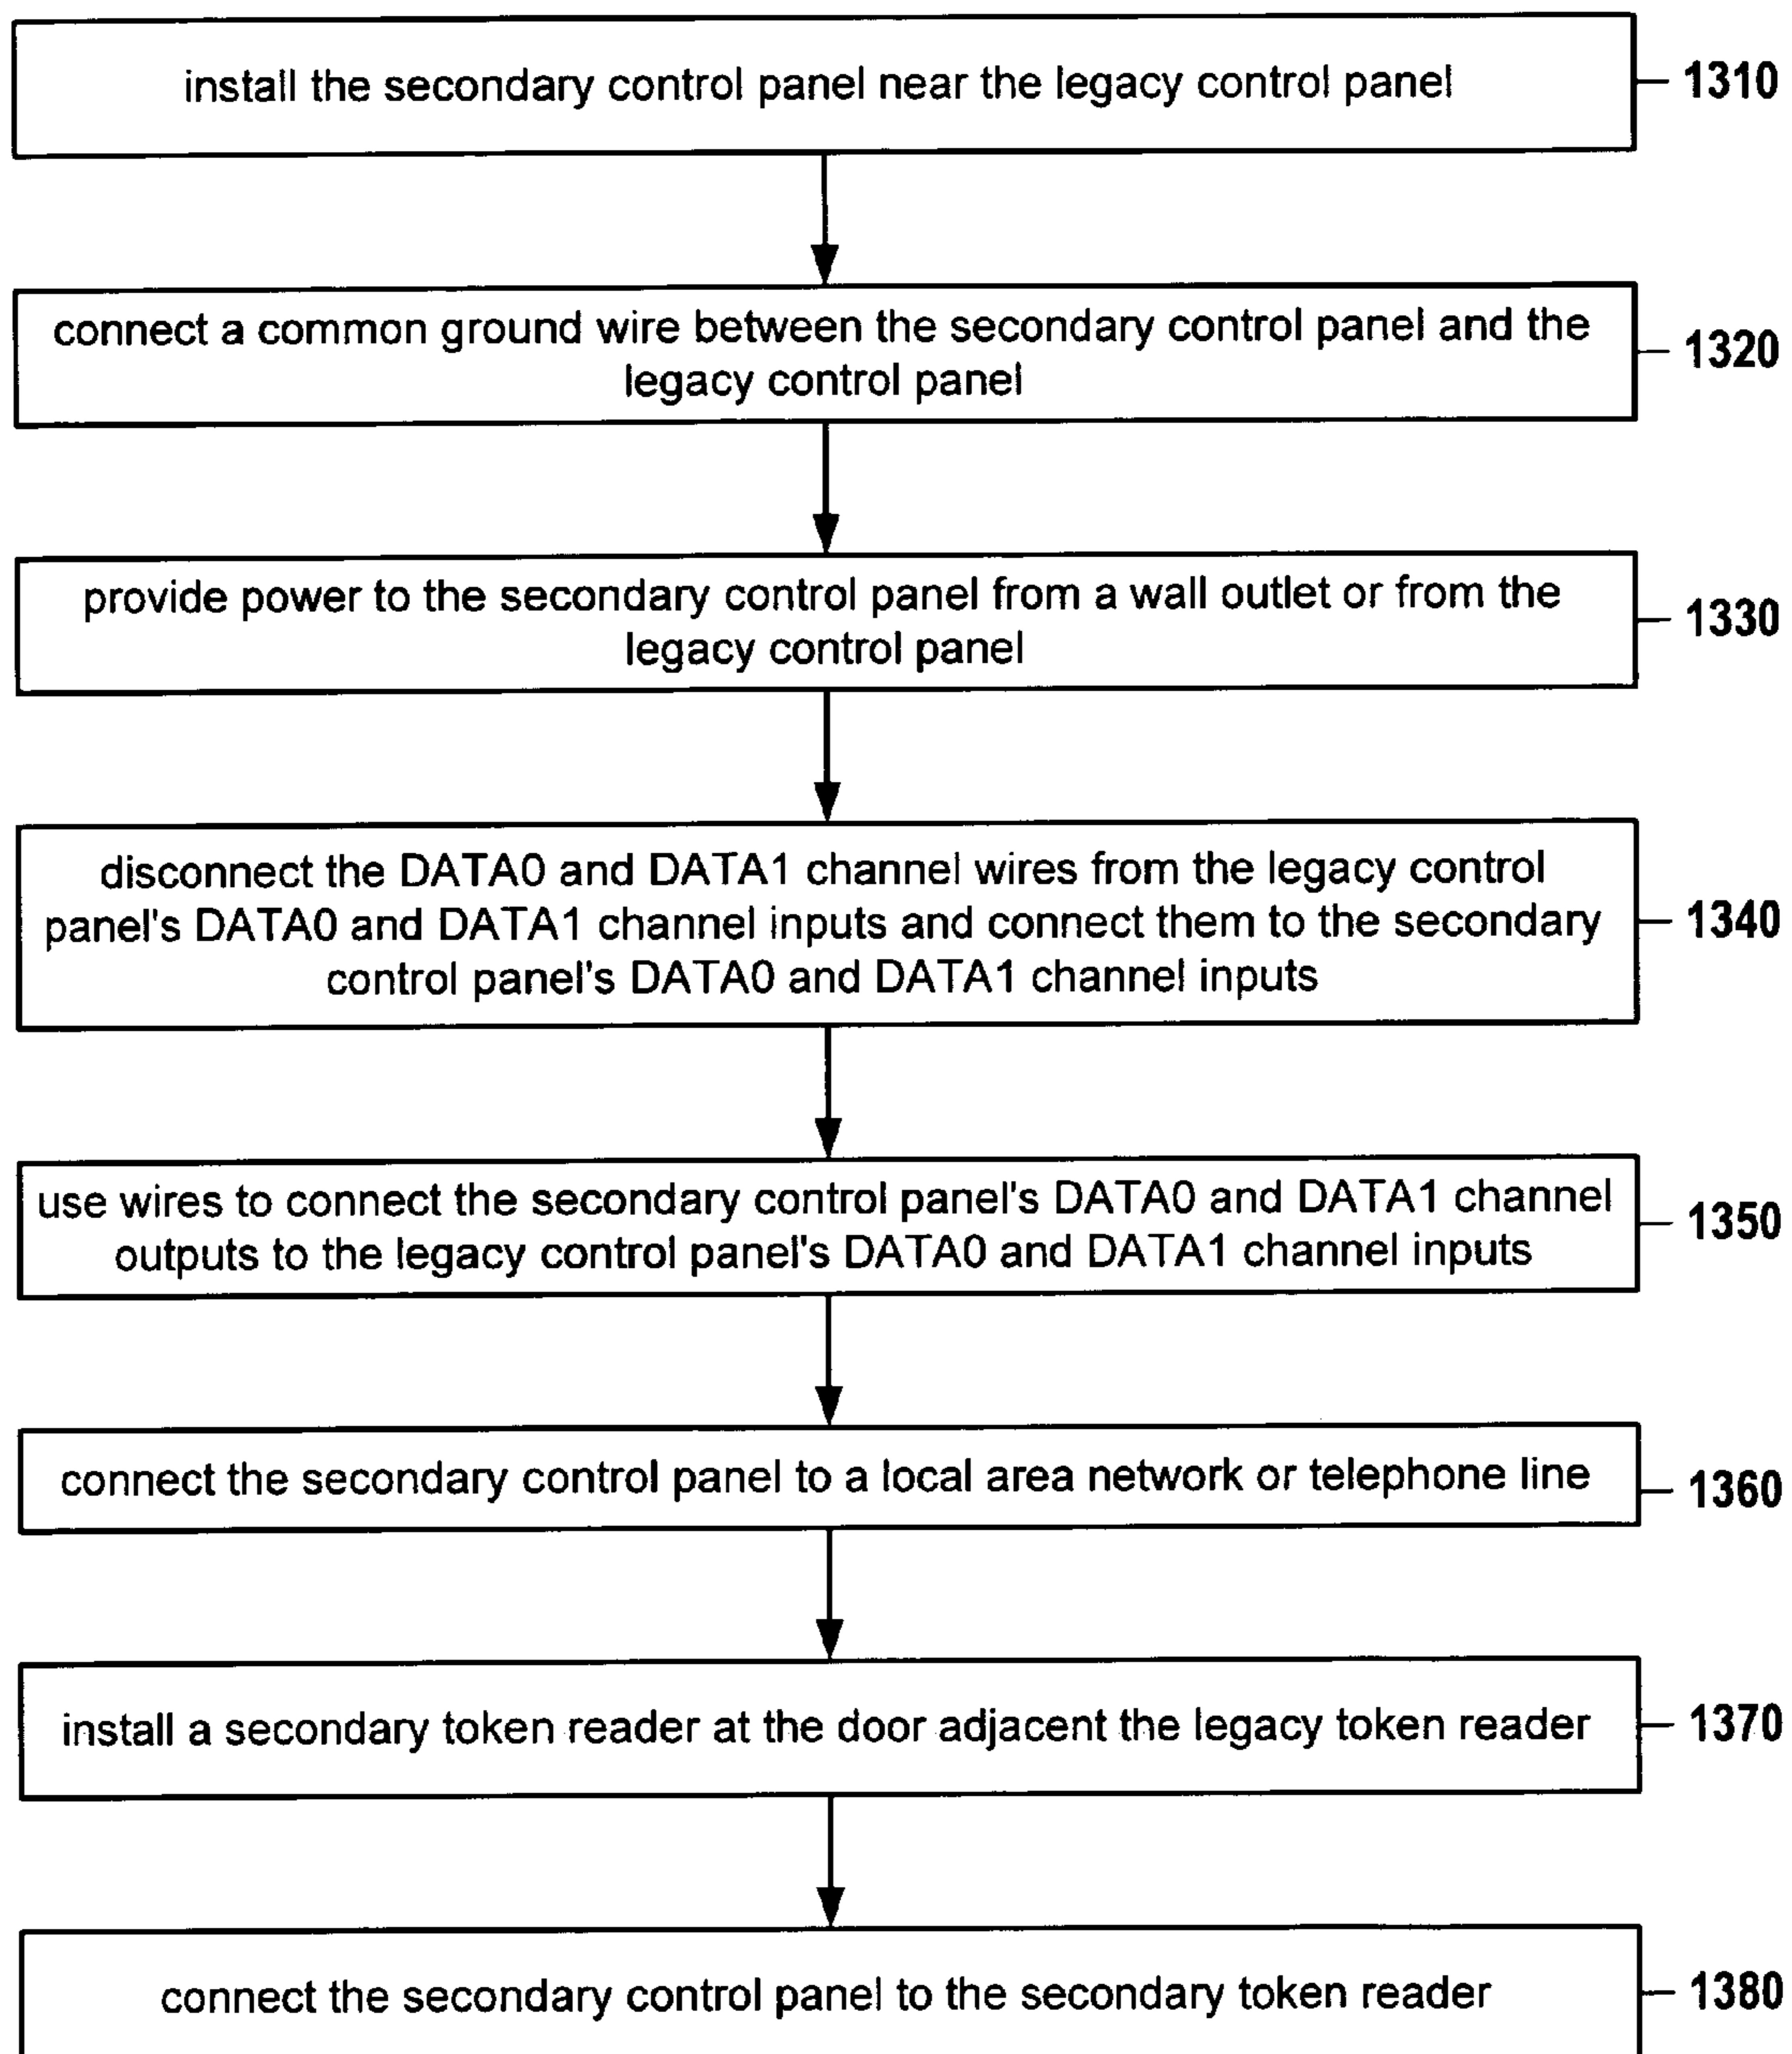 install the secondary control panel near the legacy control panel
1310
connect a common ground wire between the secondary control panel and the
legacy control panel
1320
provide power to the secondary control panel from a wall outlet or from the
legacy control panel
1330
disconnect the DATA0 and DATA1 channel wires from the legacy control
panel's DATA0 and DATA1 channel inputs and connect them to the secondary
control panel's DATA0 and DATA1 channel inputs
1340
use wires to connect the secondary control panel's DATA0 and DATA1 channel
outputs to the legacy control panel's DATA0 and DATA1 channel inputs
1350
connect the secondary control panel to a local area network or telephone line
1360
install a secondary token reader at the door adjacent the legacy token reader
1370
connect the secondary control panel to the secondary token reader
1380